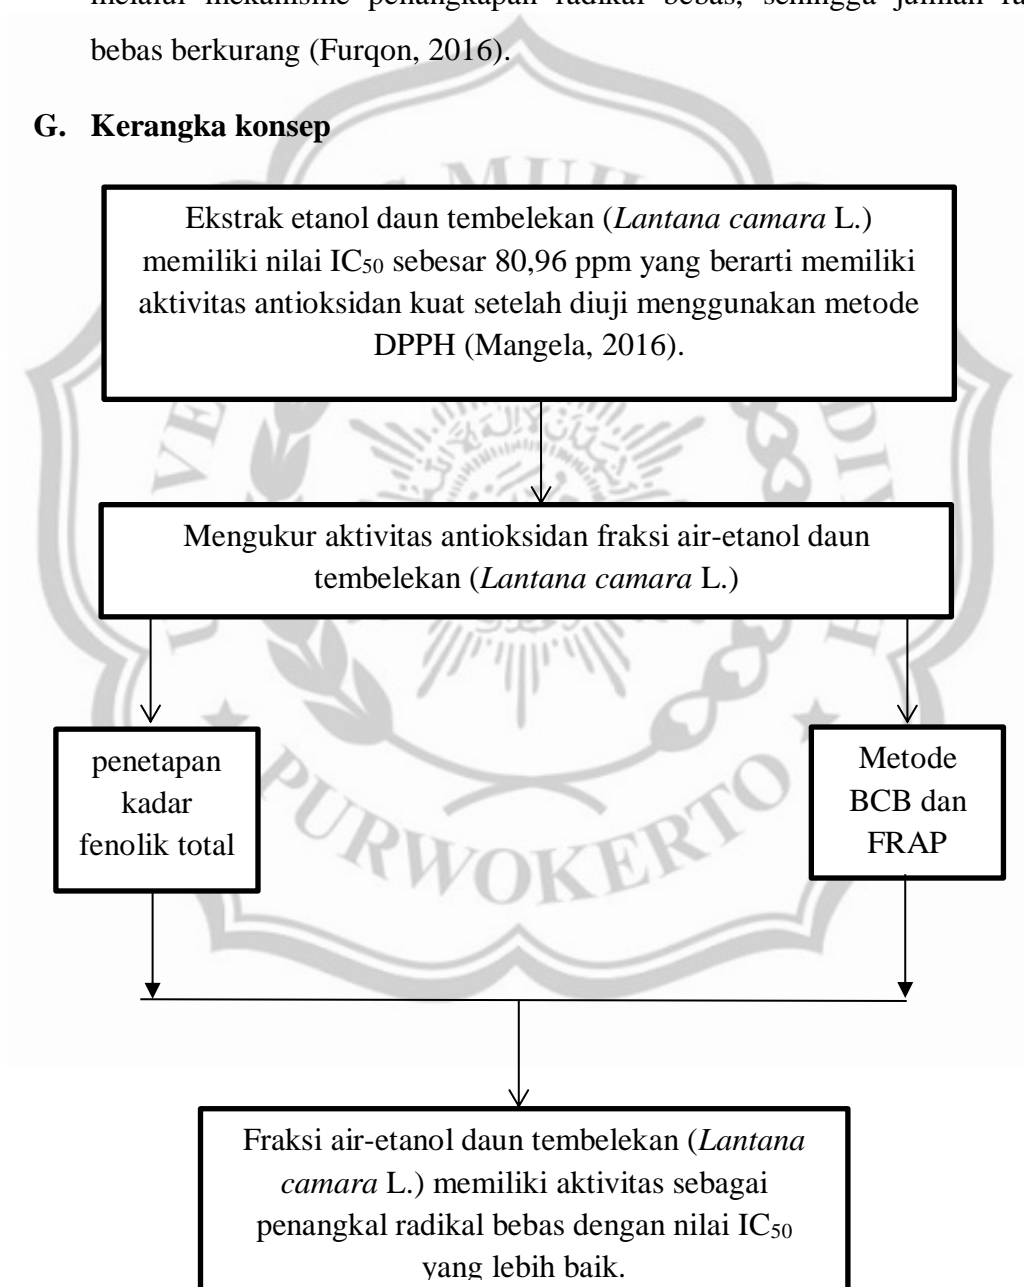 melalui mekanisme penangkapan radikal bebas, sehingga jumlah
bebas berkurang (Furqon, 2016).
G. Kerangka konsep
Ekstrak etanol daun tembelekan (Lantana camara L.)
memiliki nilai IC₅₀ sebesar 80,96 ppm yang berarti memiliki
aktivitas antioksidan kuat setelah diuji menggunakan metode
DPPH (Mangela, 2016).
Mengukur aktivitas antioksidan fraksi air-etanol daun
tembelekan (Lantana camara L.)
penetapan
kadar
fenolik total
Metode
BCB dan
FRAP
Fraksi air-etanol daun tembelekan (Lantana
camara L.) memiliki aktivitas sebagai
penangkal radikal bebas dengan nilai IC₅₀
yang lebih baik.
PURWOKERTO